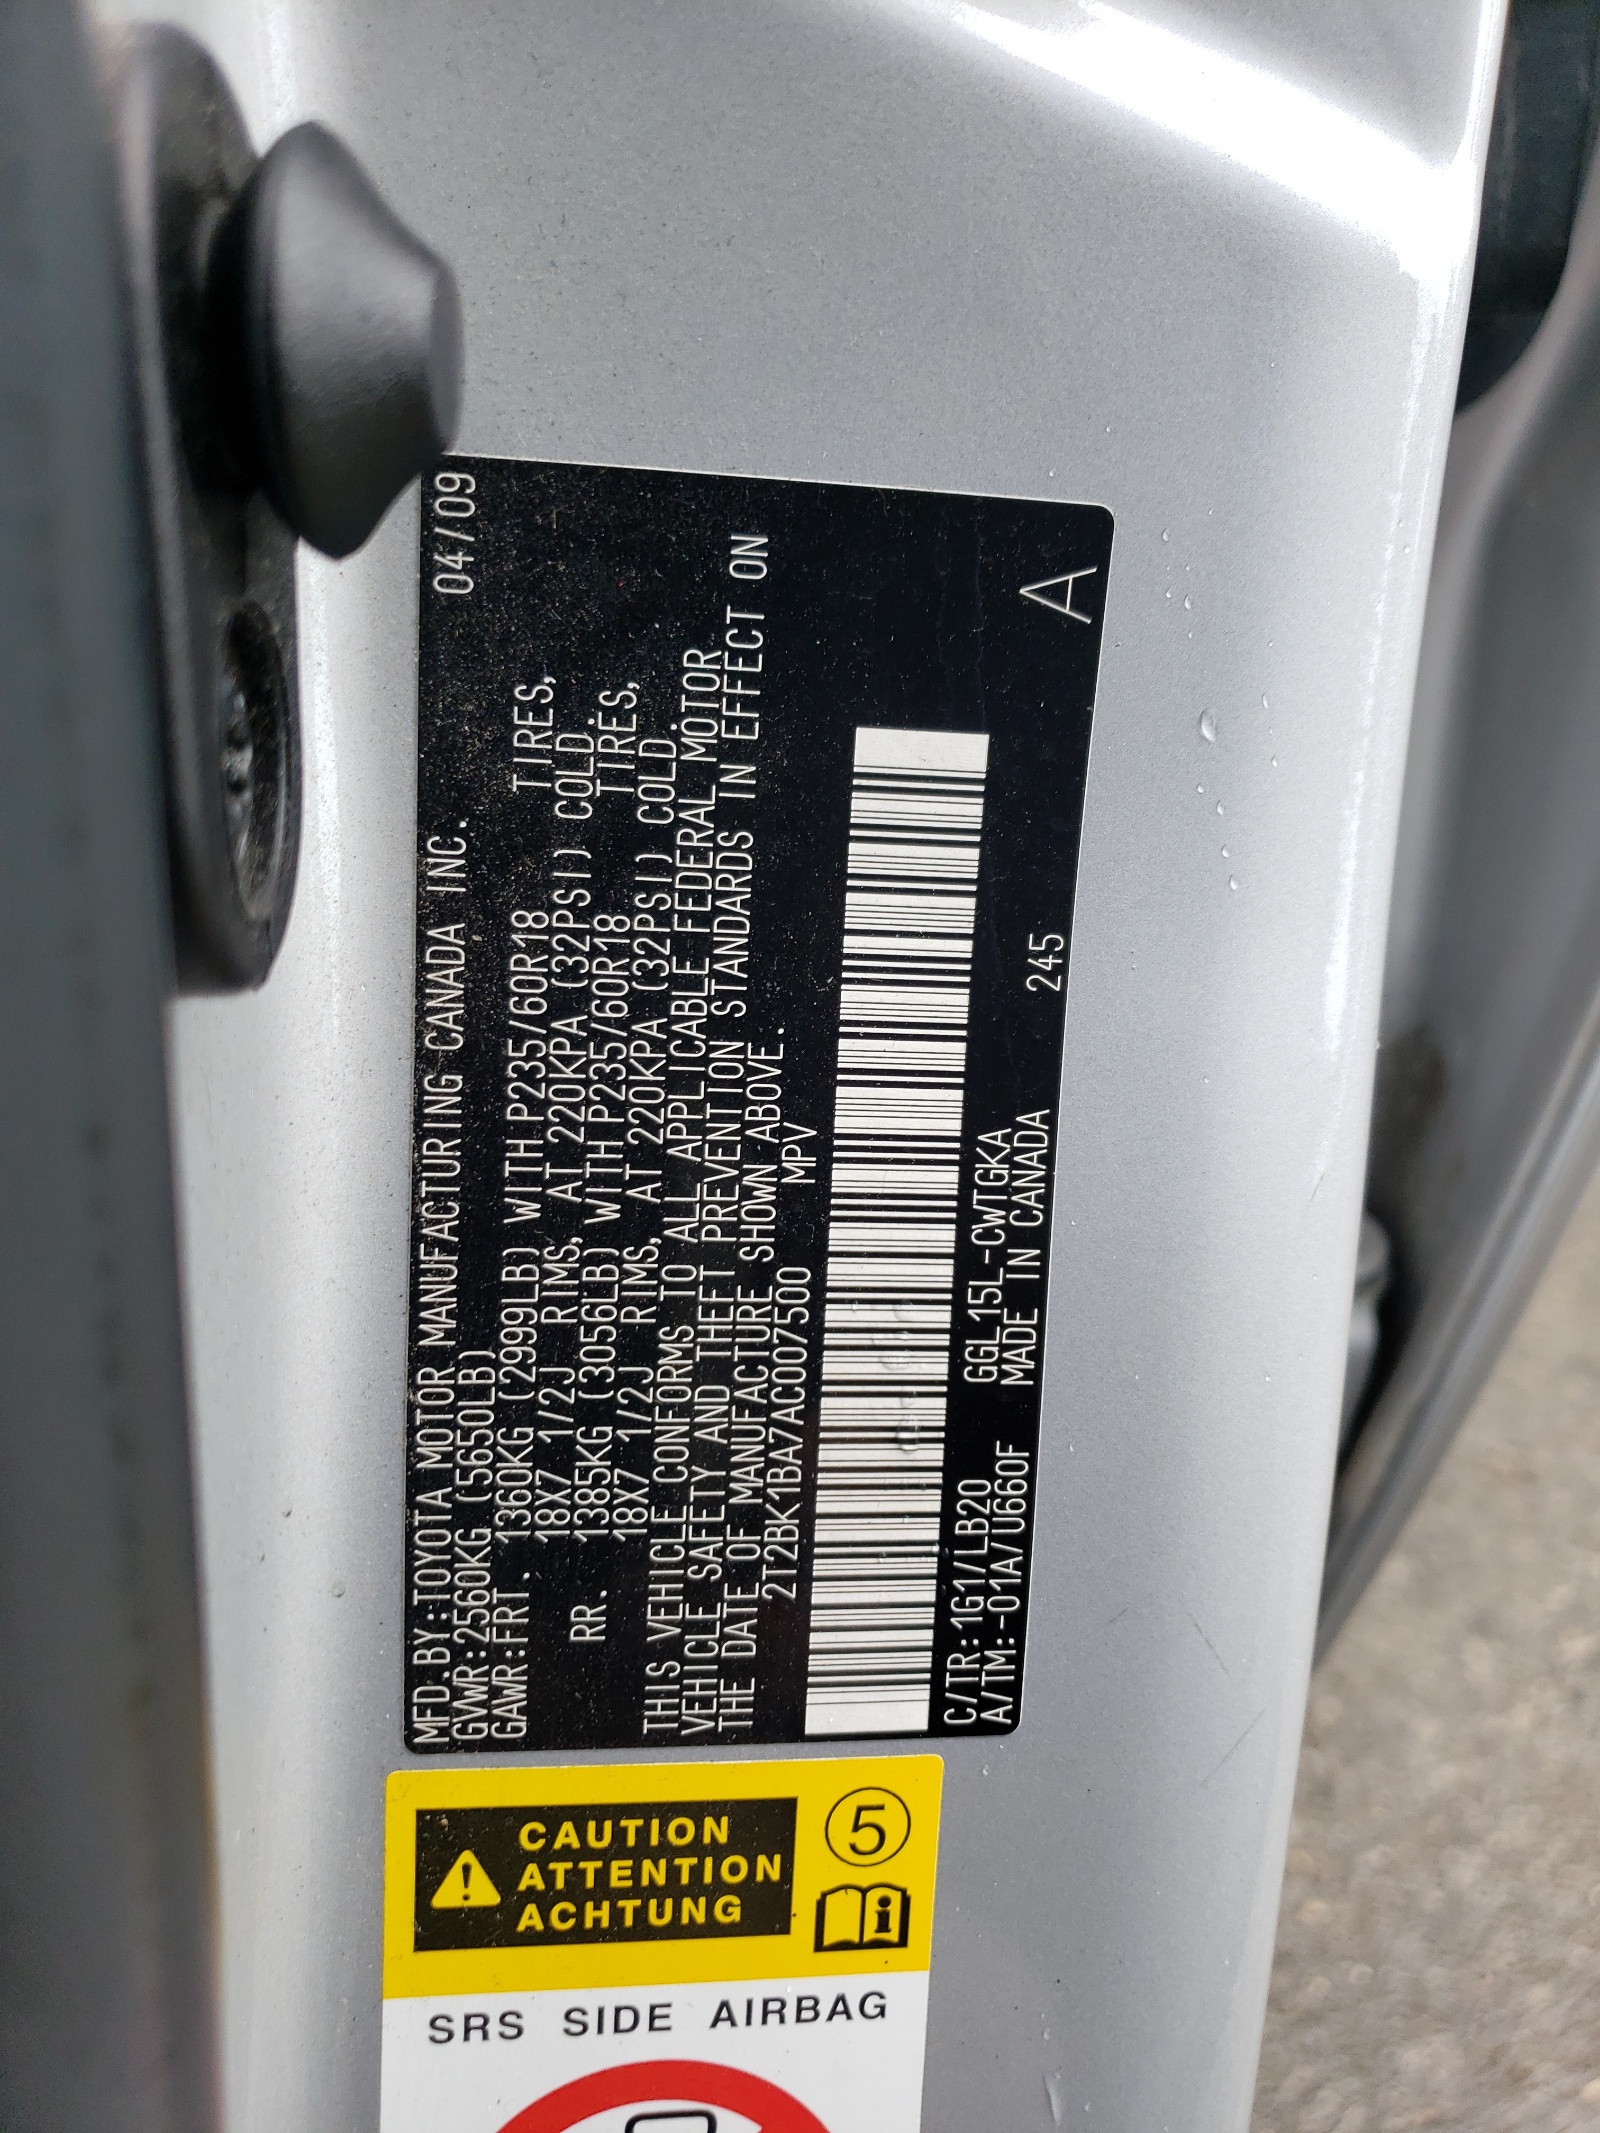 MFD.BY:TOYOTA MOTOR MANUFACTURING CANADA INC. 04/09
GVWR:2560KG (5650LB)
GAWR:FRT. 1360KG (2999LB) WITH P235/60R18 TIRES,
18X7 1/2J RIMS, AT 220KPA (32PSI) COLD.
RR. 1385KG (3056LB) WITH P235/60R18 TIRES,
18X7 1/2J RIMS, AT 220KPA (32PSI) COLD.
THIS VEHICLE CONFORMS TO ALL APPLICABLE FEDERAL MOTOR
VEHICLE SAFETY AND THEFT PREVENTION STANDARDS IN EFFECT ON
THE DATE OF MANUFACTURE SHOWN ABOVE.
2T2BK1BA7AC007500 MPV
C/TR:1G1/LB20 GGL15L-CWTGKA
A/TM:-01A/U660F MADE IN CANADA 245 A
CAUTION
ATTENTION
ACHTUNG
5
i
SRS SIDE AIRBAG